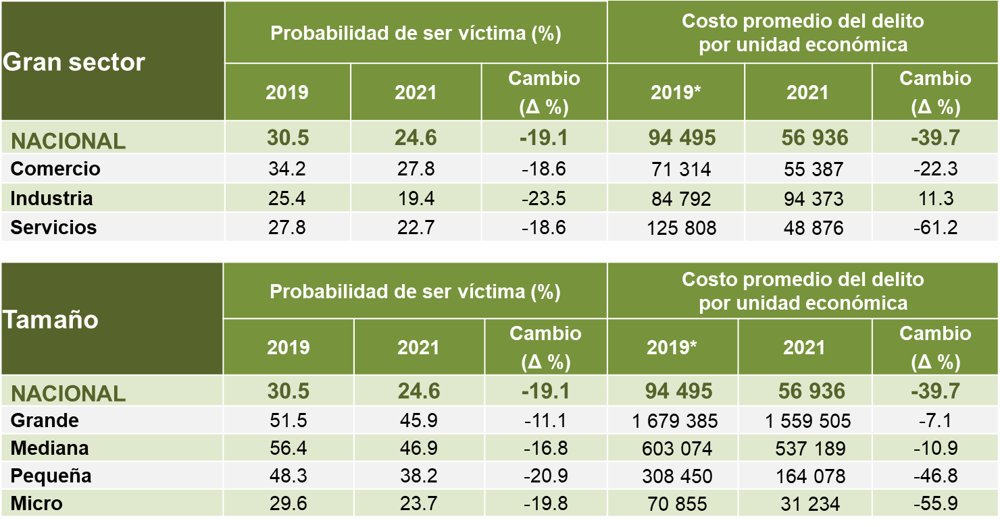 Gran sector
Probabilidad de ser víctima (%)
Costo promedio del delito
por unidad económica
2019 2021 Cambio (Δ %) 2019* 2021 Cambio (Δ %)
NACIONAL 30.5 24.6 -19.1 94 495 56 936 -39.7
Comercio 34.2 27.8 -18.6 71 314 55 387 -22.3
Industria 25.4 19.4 -23.5 84 792 94 373 11.3
Servicios 27.8 22.7 -18.6 125 808 48 876 -61.2
Tamaño
Probabilidad de ser víctima (%)
Costo promedio del delito
por unidad económica
2019 2021 Cambio (Δ %) 2019* 2021 Cambio (Δ %)
NACIONAL 30.5 24.6 -19.1 94 495 56 936 -39.7
Grande 51.5 45.9 -11.1 1 679 385 1 559 505 -7.1
Mediana 56.4 46.9 -16.8 603 074 537 189 -10.9
Pequeña 48.3 38.2 -20.9 308 450 164 078 -46.8
Micro 29.6 23.7 -19.8 70 855 31 234 -55.9